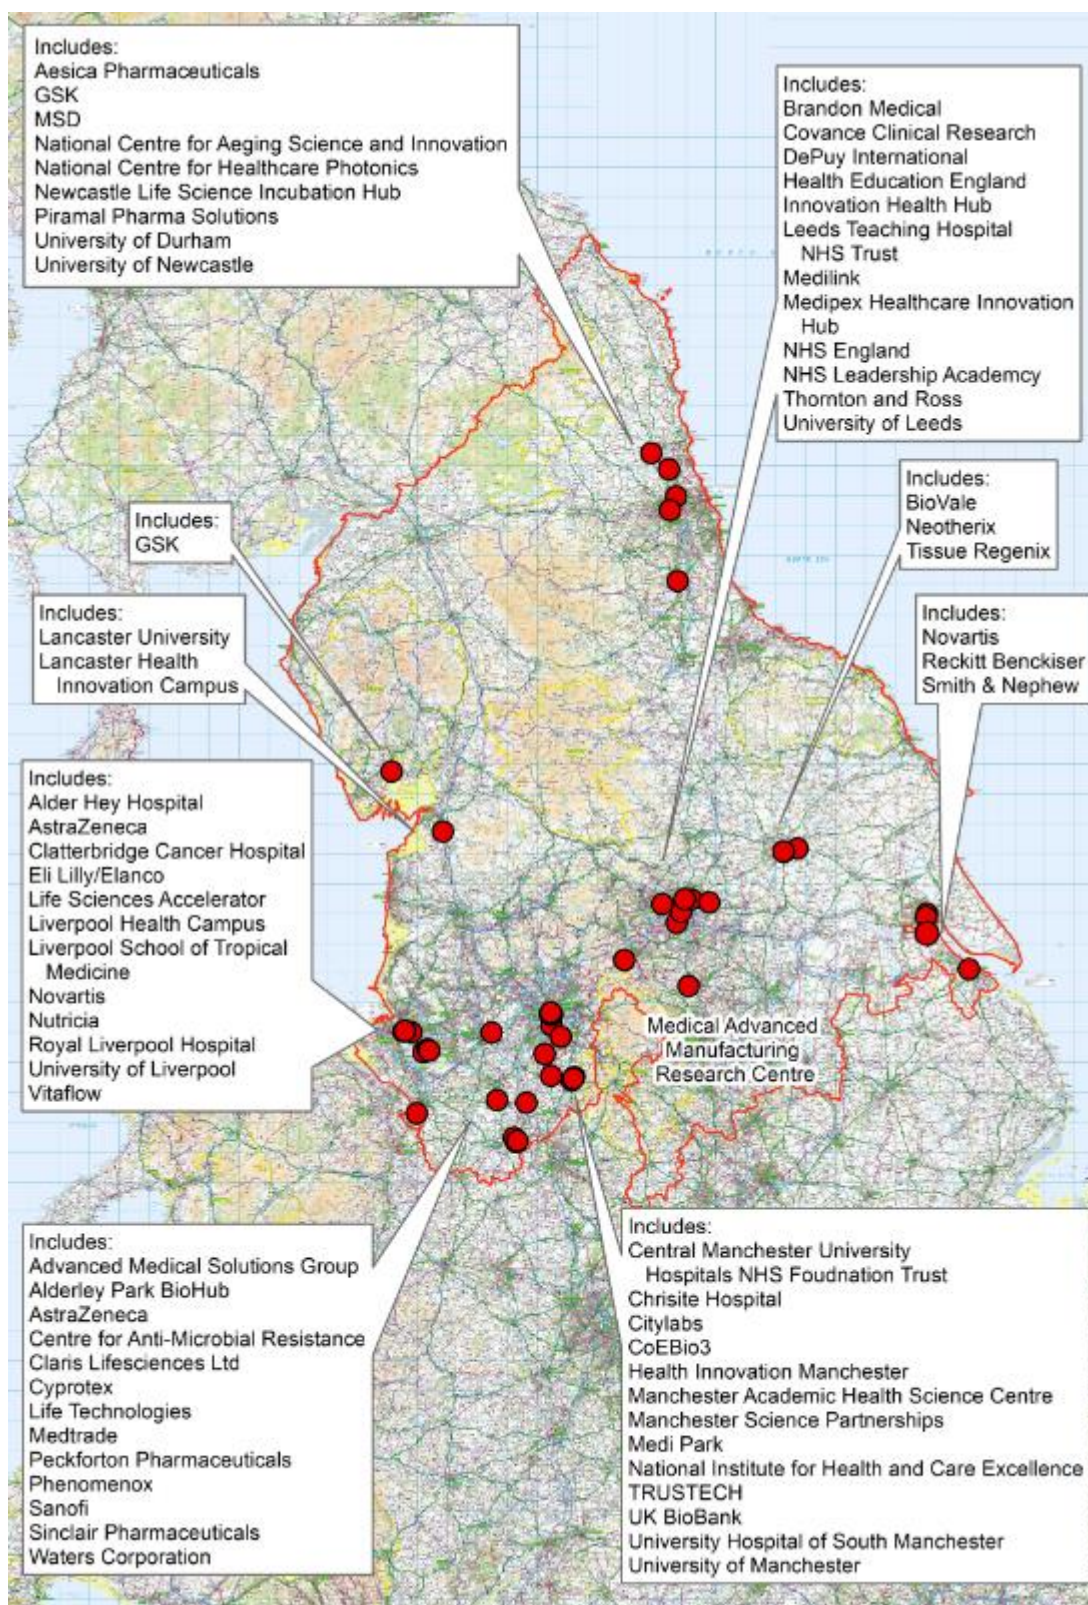 Includes:
Aesica Pharmaceuticals
GSK
MSD
National Centre for Aeging Science and Innovation
National Centre for Healthcare Photonics
Newcastle Life Science Incubation Hub
Piramal Pharma Solutions
University of Durham
University of Newcastle
Includes:
Brandon Medical
Covance Clinical Research
DePuy International
Health Education England
Innovation Health Hub
Leeds Teaching Hospital
NHS Trust
Medilink
Medipex Healthcare Innovation
Hub
NHS England
NHS Leadership Academcy
Thornton and Ross
University of Leeds
Includes:
BioVale
Neotherix
Tissue Regenix
Includes:
GSK
Includes:
Lancaster University
Lancaster Health
Innovation Campus
Includes:
Novartis
Reckitt Benckiser
Smith & Nephew
Includes:
Alder Hey Hospital
AstraZeneca
Clatterbridge Cancer Hospital
Eli Lilly/Elanco
Life Sciences Accelerator
Liverpool Health Campus
Liverpool School of Tropical
Medicine
Novartis
Nutricia
Royal Liverpool Hospital
University of Liverpool
Vitaflow
Medical Advanced
Manufacturing
Research Centre
Includes:
Advanced Medical Solutions Group
Alderley Park BioHub
AstraZeneca
Centre for Anti-Microbial Resistance
Claris Lifesciences Ltd
Cyprotex
Life Technologies
Medtrade
Peckforton Pharmaceuticals
Phenomenox
Sanofi
Sinclair Pharmaceuticals
Waters Corporation
Includes:
Central Manchester University
Hospitals NHS Foudnation Trust
Chrisite Hospital
Citylabs
CoEBio3
Health Innovation Manchester
Manchester Academic Health Science Centre
Manchester Science Partnerships
Medi Park
National Institute for Health and Care Excellence
TRUSTECH
UK BioBank
University Hospital of South Manchester
University of Manchester